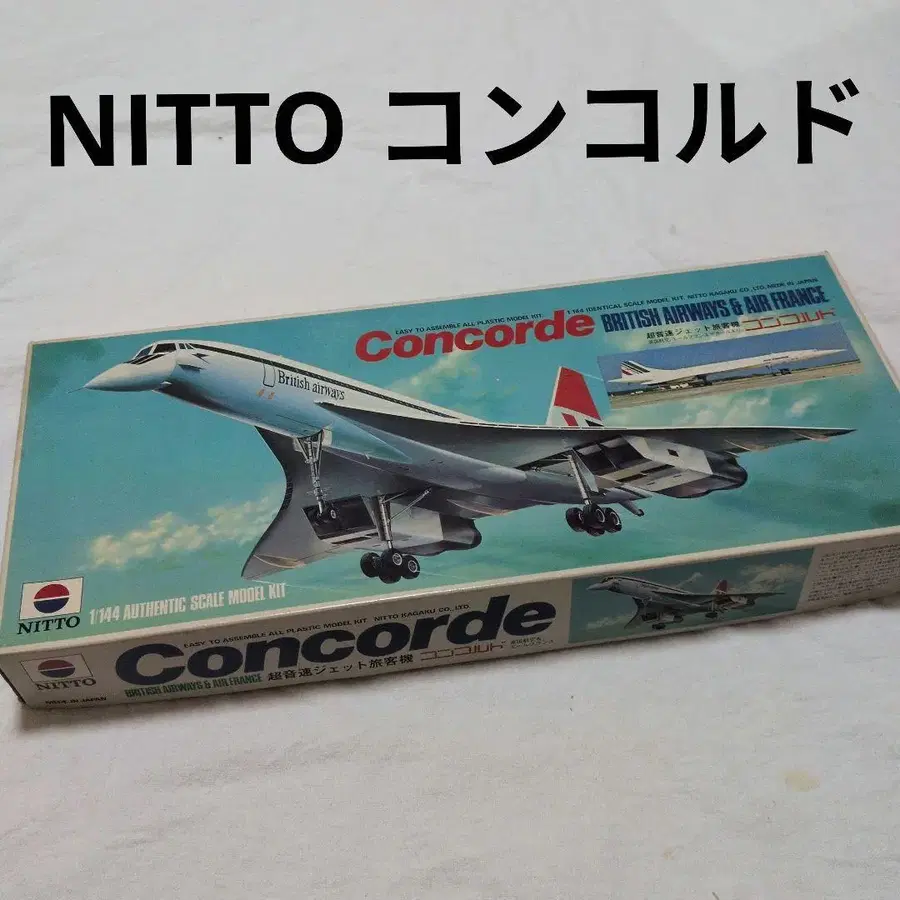 NITTO コンコルド
EASY TO ASSEMBLE ALL PLASTIC MODEL KIT. 1:144 IDENTICAL SCALE MODEL KIT. NITTO KAGAKU CO., LTD. MADE IN JAPAN
Concorde BRITISH AIRWAYS & AIR FRANCE
超音速ジェット旅客機 コンコルド
British airways
NITTO
1/144 AUTHENTIC SCALE MODEL KIT
EASY TO ASSEMBLE ALL PLASTIC MODEL KIT. NITTO KAGAKU CO., LTD.
Concorde
NITTO
BRITISH AIRWAYS & AIR FRANCE 超音速ジェット旅客機 コンコルド
MADE IN JAPAN